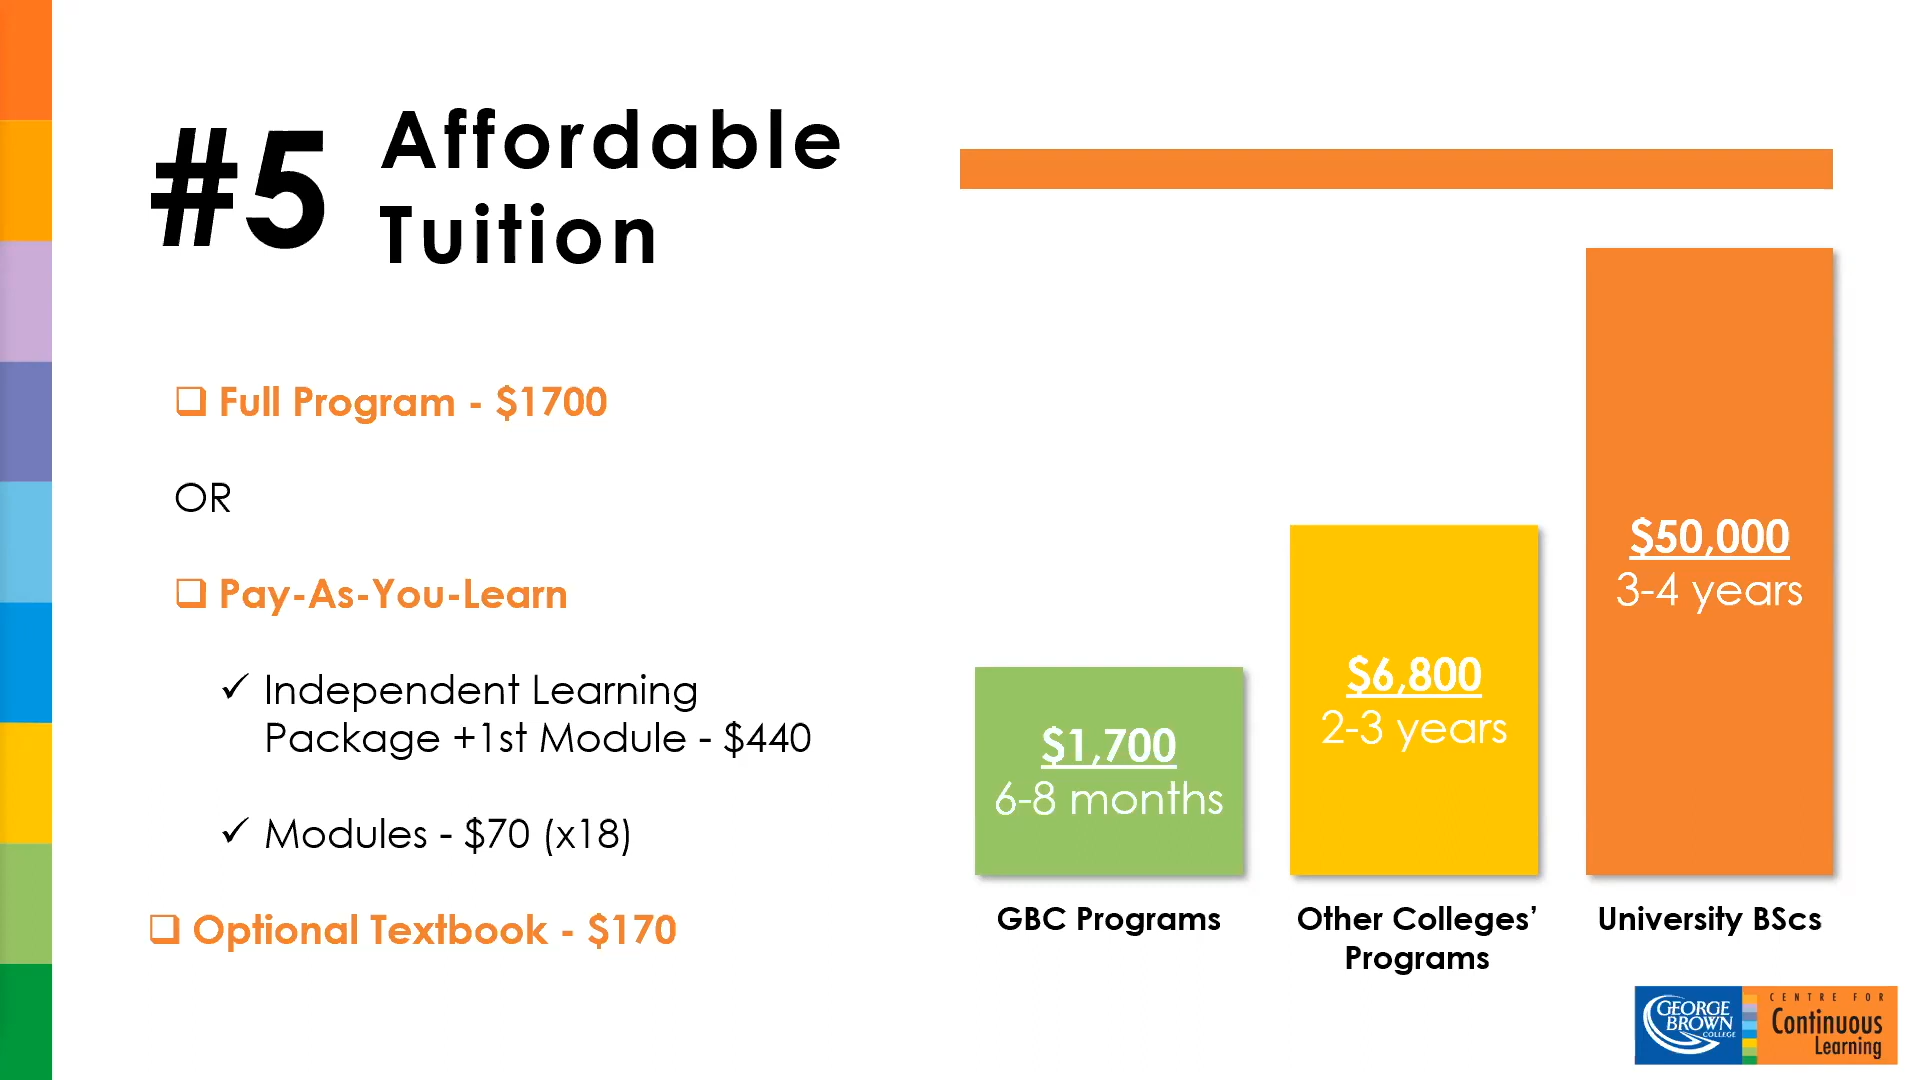 #5
Affordable
Tuition
Full Program - $1700
OR
Pay-As-You-Learn
Independent Learning
Package +1st Module - $440
Modules - $70 (x18)
Optional Textbook - $170
$1,700
6-8 months
GBC Programs
$6,800
2-3 years
Other Colleges’
Programs
$50,000
3-4 years
University BScs
GEORGE
BROWN
COLLEGE
CENTRE FOR
Continuous
Learning